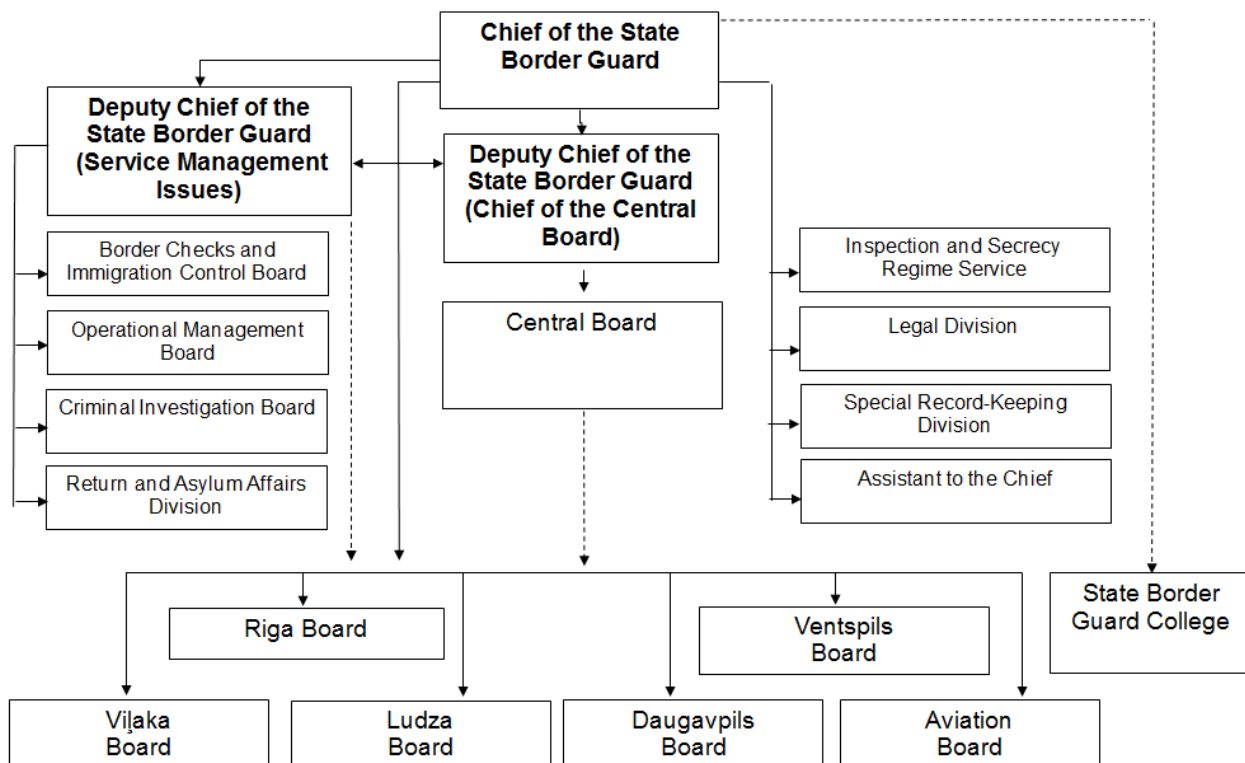 Chief of the State
Border Guard
Deputy Chief of the
State Border Guard
(Service Management
Issues)
Deputy Chief of the
State Border Guard
(Chief of the Central
Board)
Border Checks and
Immigration Control Board
Operational Management
Board
Criminal Investigation Board
Return and Asylum Affairs
Division
Central Board
Inspection and Secrecy
Regime Service
Legal Division
Special Record-Keeping
Division
Assistant to the Chief
Riga Board
Ventspils
Board
State Border
Guard College
Viļaka
Board
Ludza
Board
Daugavpils
Board
Aviation
Board